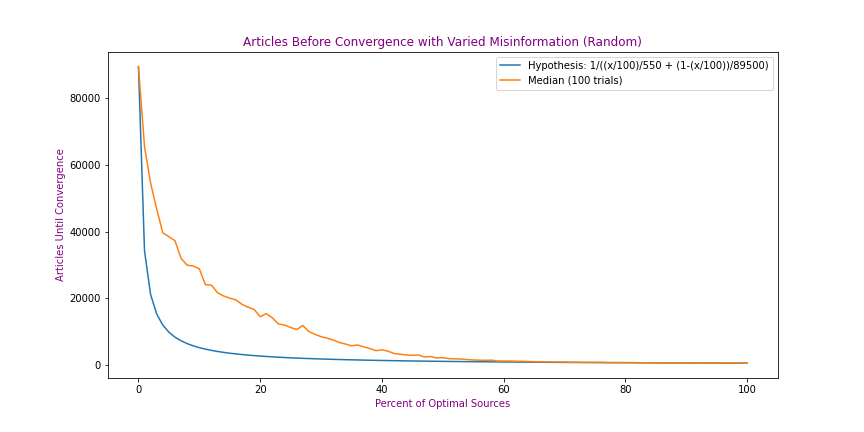 Articles Before Convergence with Varied Misinformation (Random)
Hypothesis: 1/((x/100)/550 + (1-(x/100))/89500)
Median (100 trials)
Articles Until Convergence
80000
60000
40000
20000
0
0 20 40 60 80 100
Percent of Optimal Sources